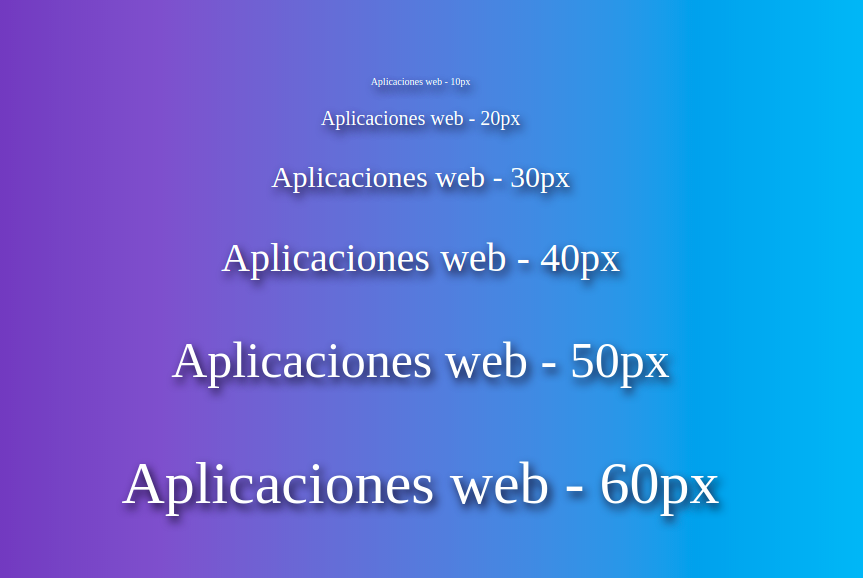 Aplicaciones web - 10px
Aplicaciones web - 20px
Aplicaciones web - 30px
Aplicaciones web - 40px
Aplicaciones web - 50px
Aplicaciones web - 60px